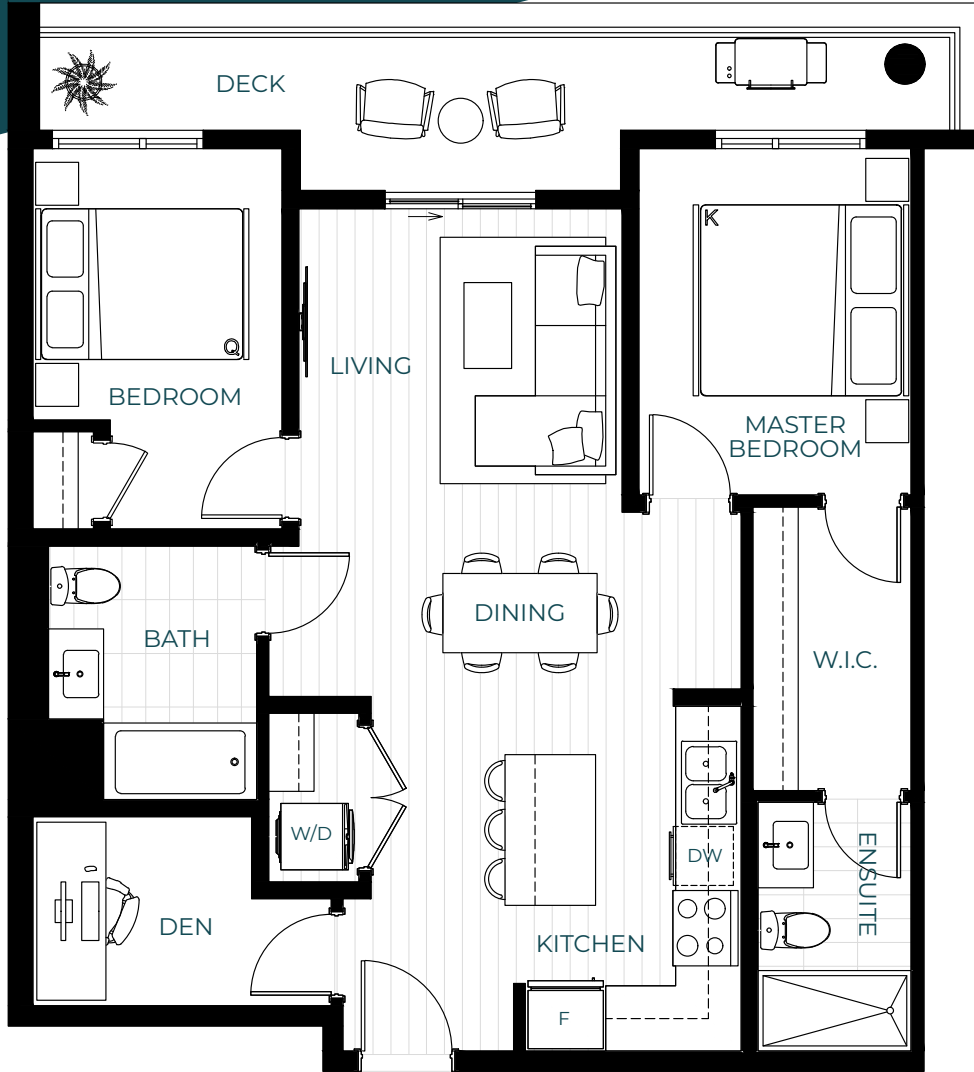 DECK
K
Q
LIVING
BEDROOM
MASTER
BEDROOM
DINING
BATH
W.I.C.
W/D
DW
ENSUITE
DEN
KITCHEN
F